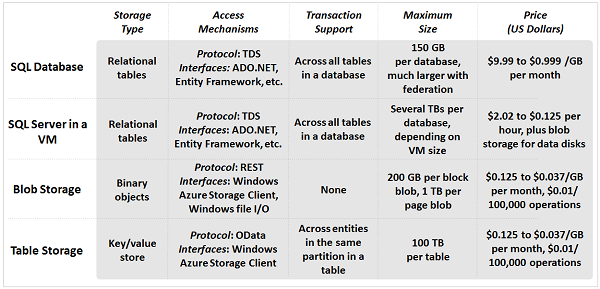 Storage
Type
Access
Mechanisms
Transaction
Support
Maximum
Size
Price
(US Dollars)
SQL Database
Relational
tables
Protocol: TDS
Interfaces: ADO.NET,
Entity Framework, etc.
Across all tables
in a database
150 GB
per database,
much larger with
federation
$9.99 to $0.999 /GB
per month
SQL Server in a
VM
Relational
tables
Protocol: TDS
Interfaces: ADO.NET,
Entity Framework, etc.
Across all tables
in a database
Several TBs per
database,
depending on
VM size
$2.02 to $0.125 per
hour, plus blob
storage for data disks
Blob Storage
Binary
objects
Protocol: REST
Interfaces: Windows
Azure Storage Client,
Windows file I/O
None
200 GB per block
blob, 1 TB per
page blob
$0.125 to $0.037/GB
per month, $0.01/
100,000 operations
Table Storage
Key/value
store
Protocol: OData
Interfaces: Windows
Azure Storage Client
Across entities
in the same
partition in a
table
100 TB
per table
$0.125 to $0.037/GB
per month, $0.01/
100,000 operations